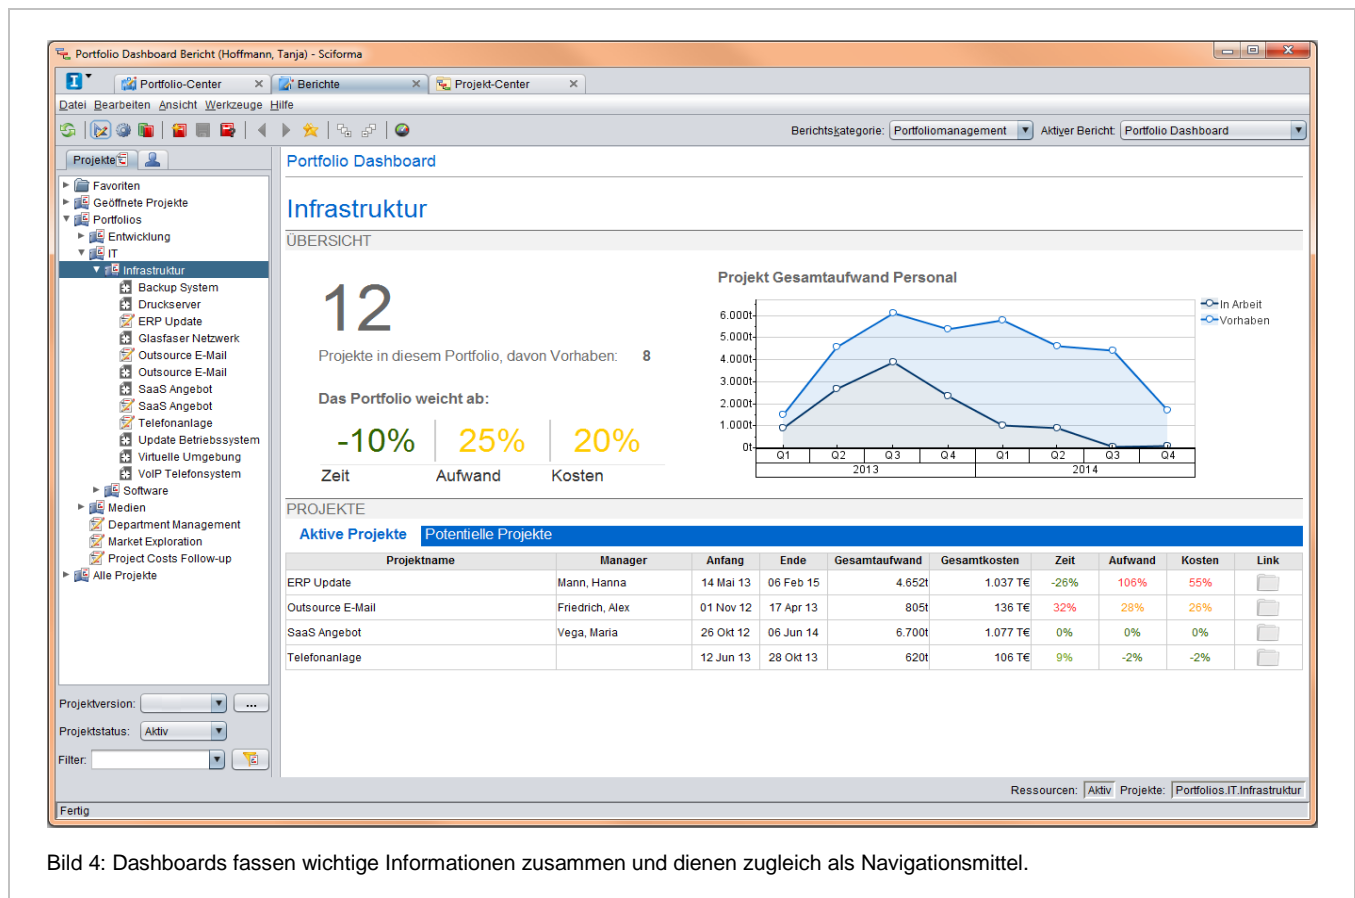 Portfolio Dashboard Bericht (Hoffmann, Tanja) - Sciforma
Portfolio-Center
Berichte
Projekt-Center
Datei Bearbeiten Ansicht Werkzeuge Hilfe
Berichtskategorie: Portfoliomanagement Aktiver Bericht: Portfolio Dashboard
Projekte
Favoriten
Geöffnete Projekte
Portfolios
Entwicklung
IT
Infrastruktur
Backup System
Druckserver
ERP Update
Glasfaser Netzwerk
Outsource E-Mail
Outsource E-Mail
SaaS Angebot
SaaS Angebot
Telefonanlage
Update Betriebssystem
Virtuelle Umgebung
VoIP Telefonsystem
Software
Medien
Department Management
Market Exploration
Project Costs Follow-up
Alle Projekte
Projektversion: ...
Projektstatus: Aktiv
Filter:
Portfolio Dashboard
Infrastruktur
ÜBERSICHT
12
Projekte in diesem Portfolio, davon Vorhaben: 8
Das Portfolio weicht ab:
-10% 25% 20%
Zeit Aufwand Kosten
Projekt Gesamtaufwand Personal
6.000t
5.000t
4.000t
3.000t
2.000t
1.000t
0t
Q1 Q2 Q3 Q4 Q1 Q2 Q3 Q4
2013 2014
In Arbeit
Vorhaben
PROJEKTE
Aktive Projekte Potentielle Projekte
Projektname Manager Anfang Ende Gesamtaufwand Gesamtkosten Zeit Aufwand Kosten Link
ERP Update Mann, Hanna 14 Mai 13 06 Feb 15 4.652t 1.037 T€ -26% 106% 55%
Outsource E-Mail Friedrich, Alex 01 Nov 12 17 Apr 13 805t 136 T€ 32% 28% 26%
SaaS Angebot Vega, Maria 26 Okt 12 06 Jun 14 6.700t 1.077 T€ 0% 0% 0%
Telefonanlage 12 Jun 13 28 Okt 13 620t 106 T€ 9% -2% -2%
Ressourcen: Aktiv Projekte: Portfolios.IT.Infrastruktur
Fertig
Bild 4: Dashboards fassen wichtige Informationen zusammen und dienen zugleich als Navigationsmittel.